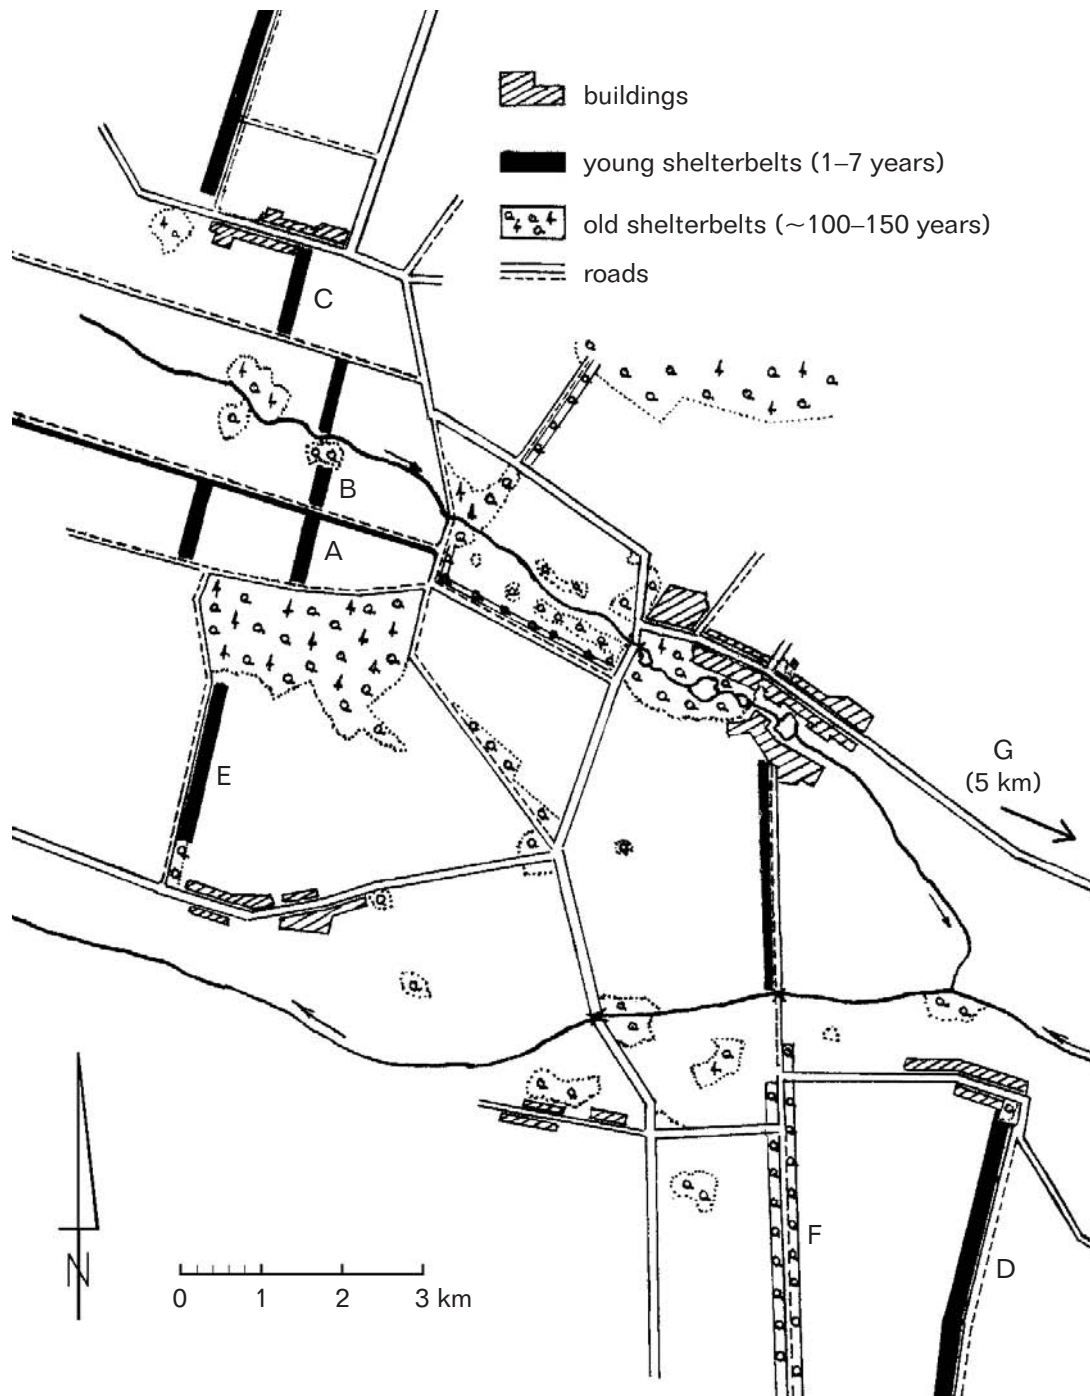 buildings
young shelterbelts (1–7 years)
old shelterbelts (~100–150 years)
roads
C
B
A
E
G
(5 km)
F
D
N
0 1 2 3 km